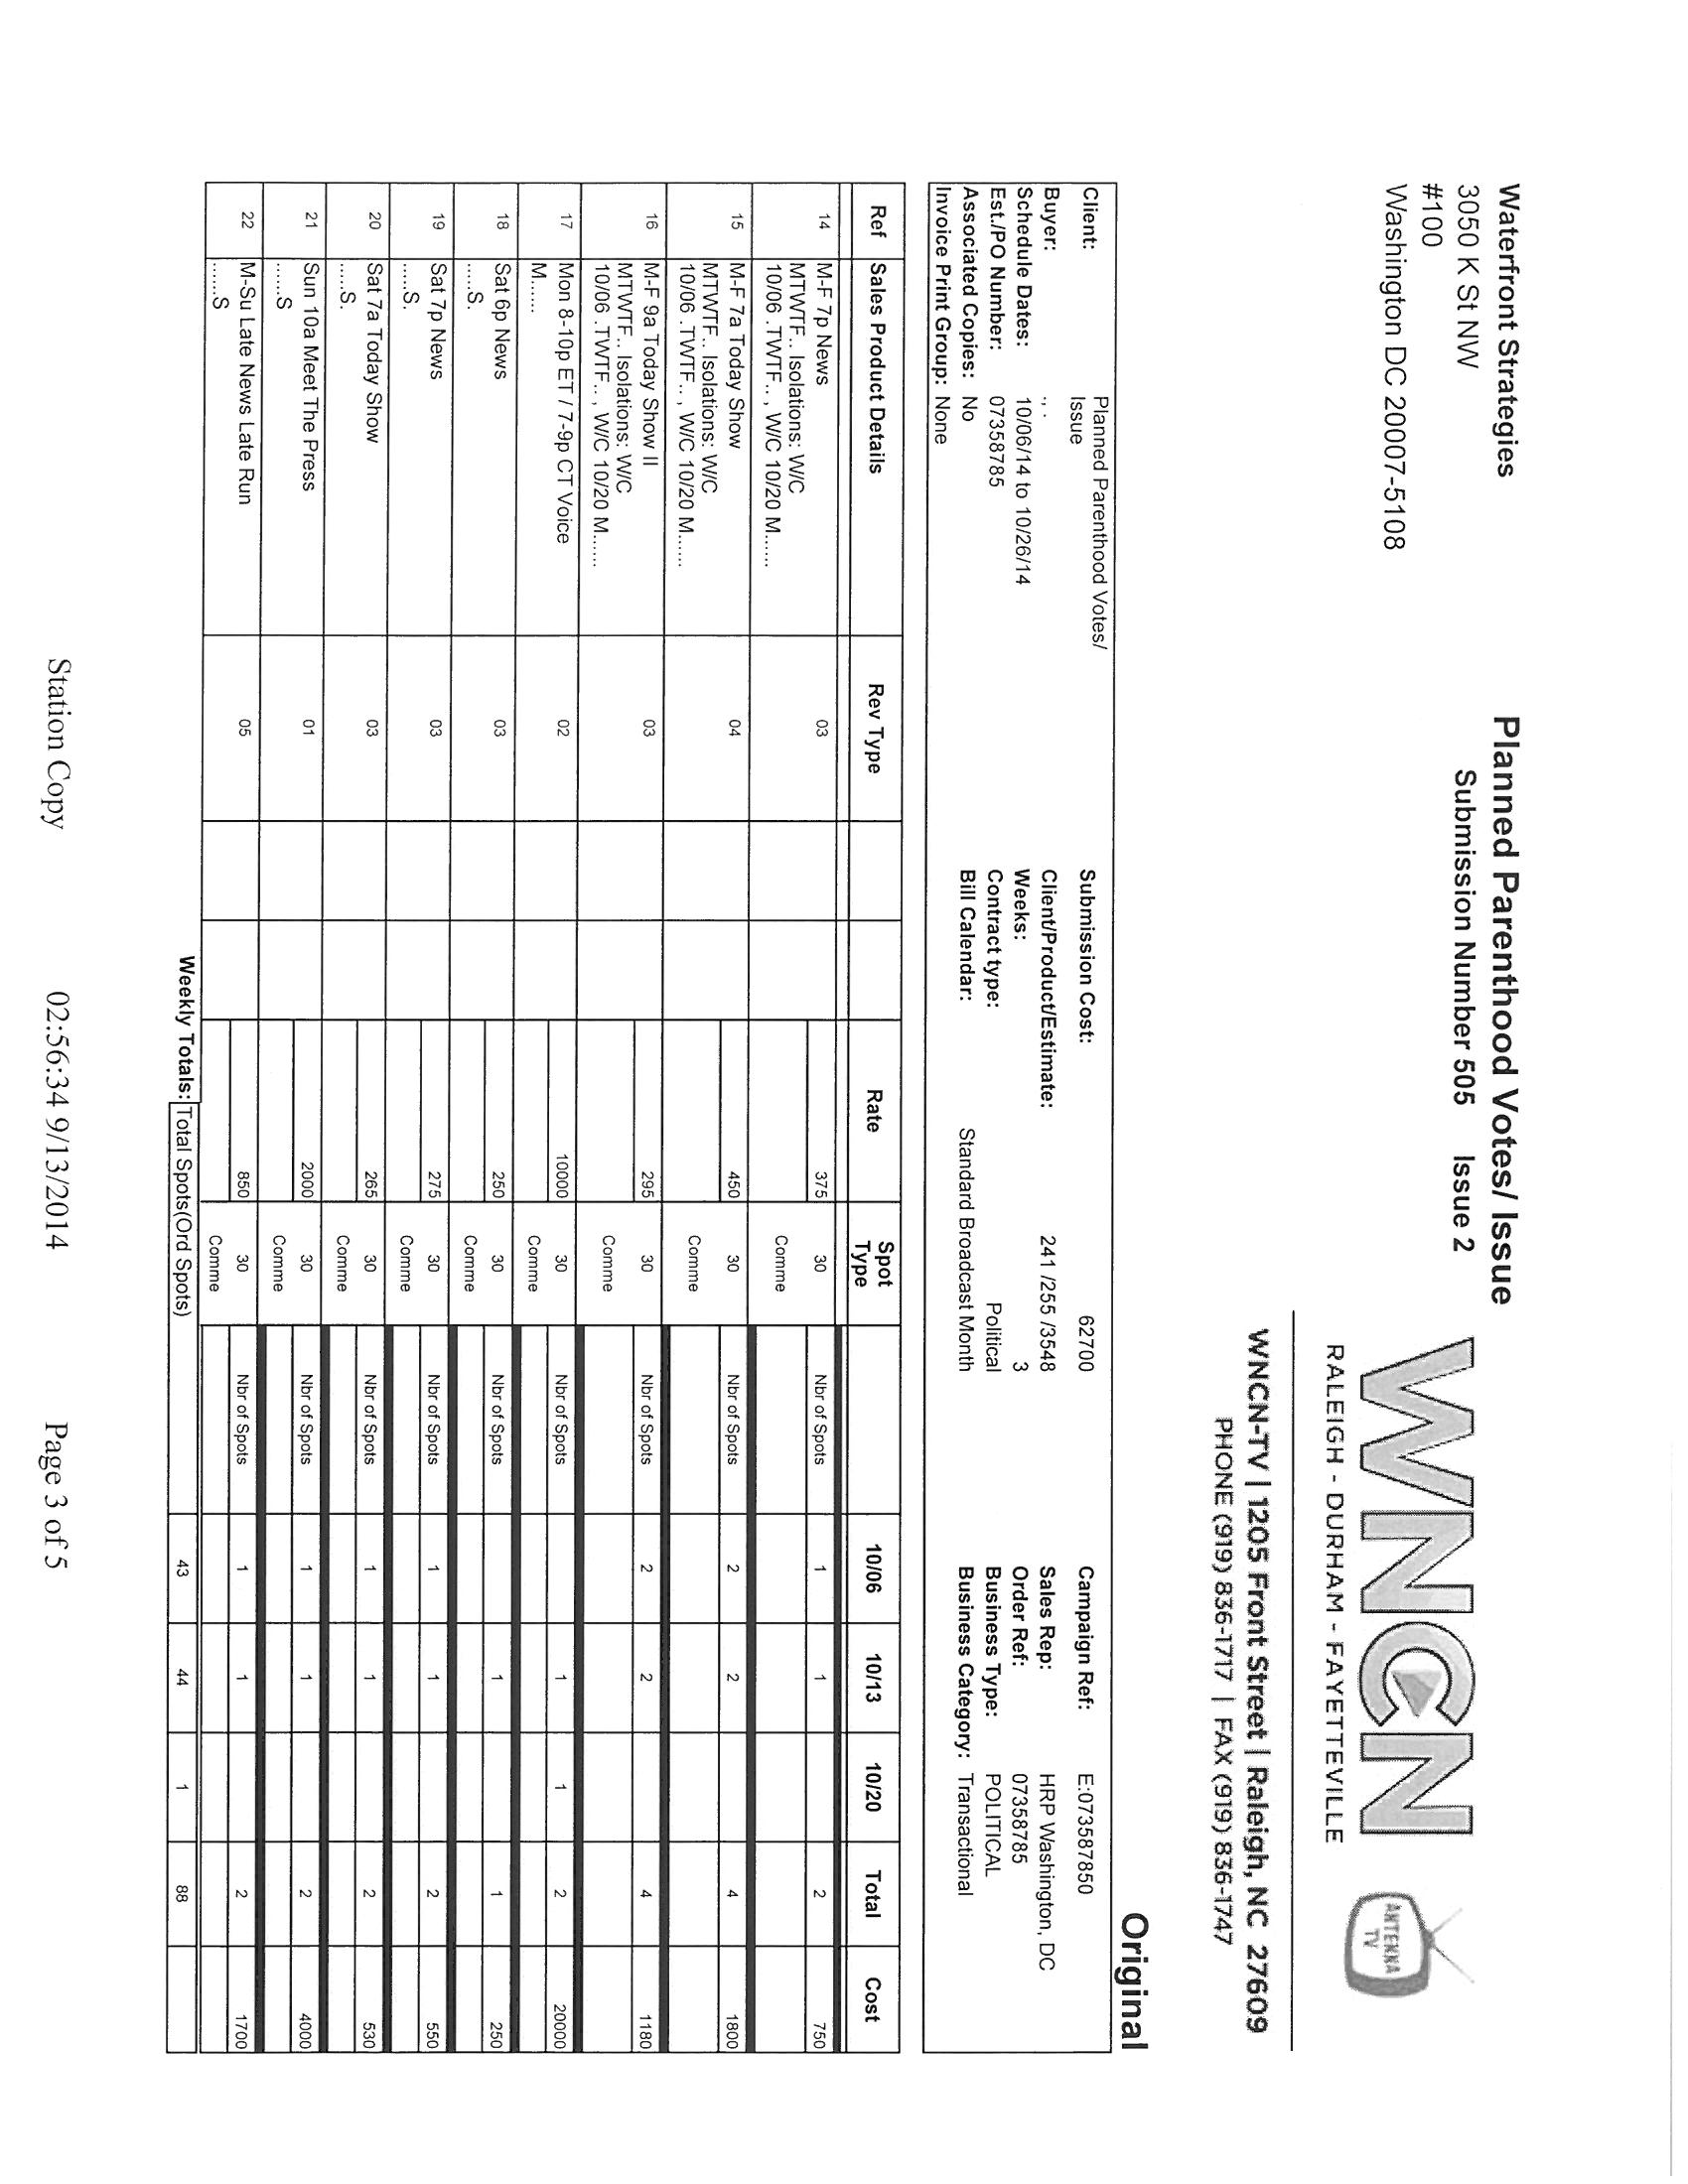 Waterfront Strategies
3050 K St NW
#100
Washington DC 20007-5108
Planned Parenthood Votes/ Issue
Submission Number 505 Issue 2
WNCN
RALEIGH - DURHAM - FAYETTEVILLE
ANTENNA TV
WNCN-TV | 1205 Front Street | Raleigh, NC 27609
PHONE (919) 836-1717 | FAX (919) 836-1747
Original
Client: Planned Parenthood Votes/ Issue Submission Cost: 62700 Campaign Ref: E:073587850
Buyer: ., . Client/Product/Estimate: 241 /255 /3548 Sales Rep: HRP Washington, DC
Schedule Dates: 10/06/14 to 10/26/14 Weeks: 3 Order Ref: 07358785
Est./PO Number: 07358785 Contract type: Political Business Type: POLITICAL
Associated Copies: No Bill Calendar: Standard Broadcast Month Business Category: Transactional
Invoice Print Group: None
Ref Sales Product Details Rev Type Rate Spot Type 10/06 10/13 10/20 Total Cost
14 M-F 7p News 03 375 30 Nbr of Spots 1 1 2 750
MTWTF.. Isolations: W/C Comme
10/06 .TWTF.. , W/C 10/20 M......
15 M-F 7a Today Show 04 450 30 Nbr of Spots 2 2 4 1800
MTWTF.. Isolations: W/C Comme
10/06 .TWTF.. , W/C 10/20 M......
16 M-F 9a Today Show II 03 295 30 Nbr of Spots 2 2 4 1180
MTWTF.. Isolations: W/C Comme
10/06 .TWTF.. , W/C 10/20 M......
17 Mon 8-10p ET / 7-9p CT Voice 02 10000 30 Nbr of Spots 1 1 2 20000
M...... Comme
18 Sat 6p News 03 250 30 Nbr of Spots 1 1 250
.....S. Comme
19 Sat 7p News 03 275 30 Nbr of Spots 1 1 2 550
.....S. Comme
20 Sat 7a Today Show 03 265 30 Nbr of Spots 1 1 2 530
.....S. Comme
21 Sun 10a Meet The Press 01 2000 30 Nbr of Spots 1 1 2 4000
......S Comme
22 M-Su Late News Late Run 05 850 30 Nbr of Spots 1 1 2 1700
......S Comme
Weekly Totals: Total Spots(Ord Spots) 43 44 1 88
Station Copy 02:56:34 9/13/2014 Page 3 of 5